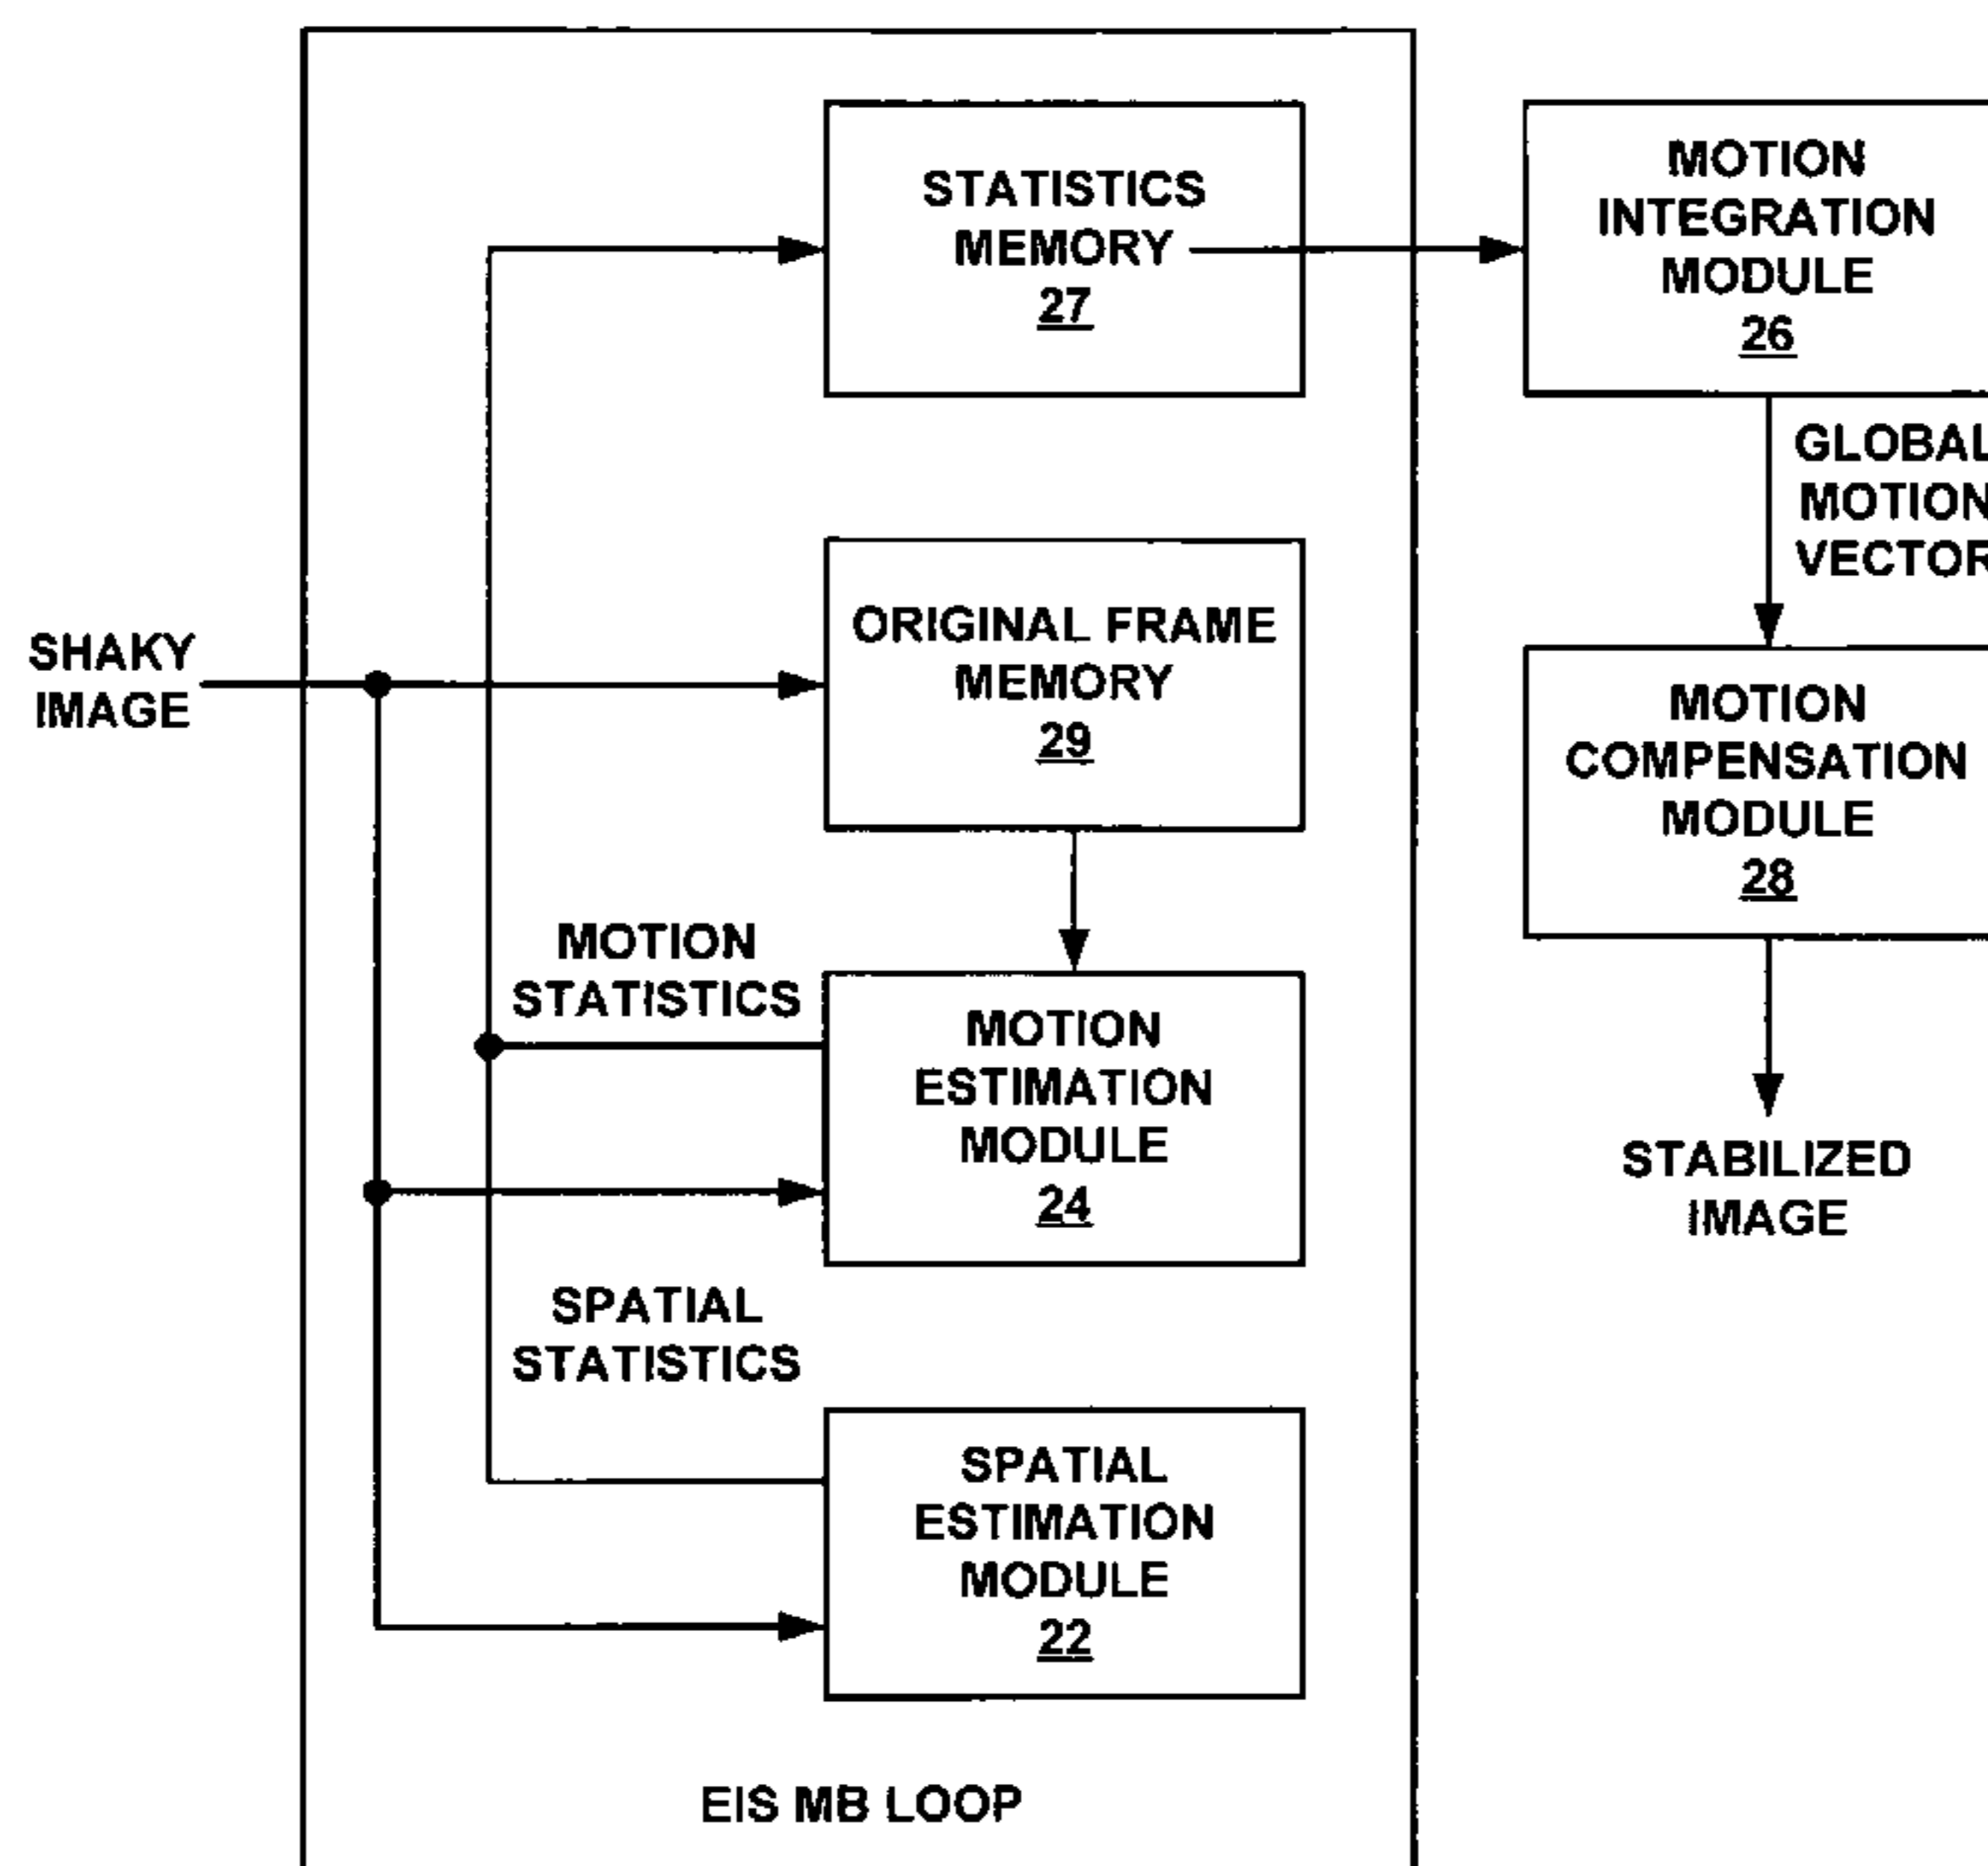 STATISTICS
MEMORY
27
MOTION
INTEGRATION
MODULE
26
GLOBAL
MOTION
VECTOR
SHAKY
IMAGE
ORIGINAL FRAME
MEMORY
29
MOTION
COMPENSATION
MODULE
28
MOTION
STATISTICS
MOTION
ESTIMATION
MODULE
24
STABILIZED
IMAGE
SPATIAL
STATISTICS
SPATIAL
ESTIMATION
MODULE
22
EIS MB LOOP